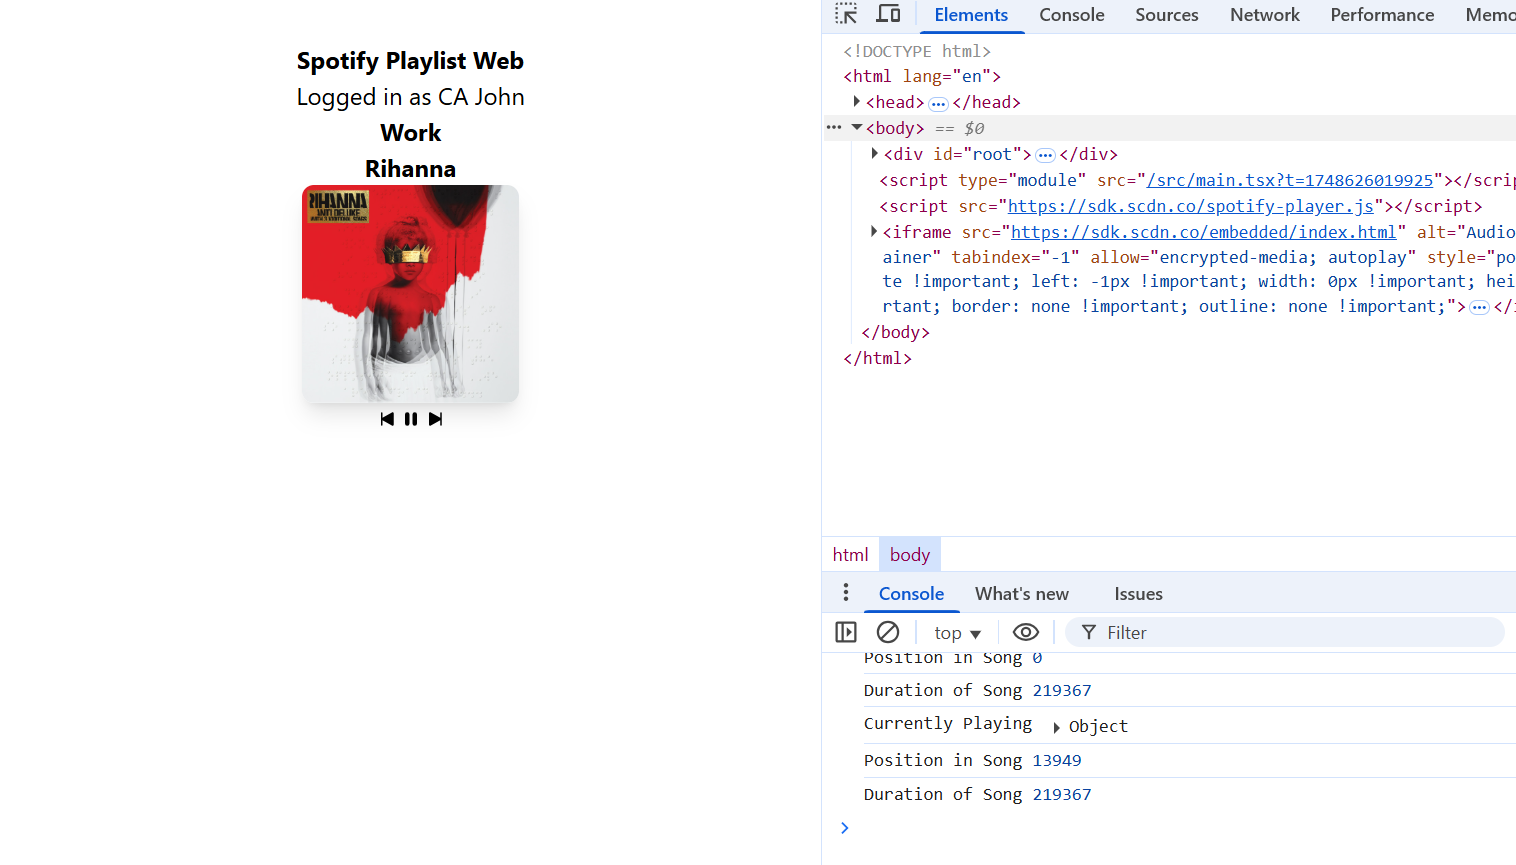 Spotify Playlist Web
Logged in as CA John
Work
Rihanna
RIHANNA
ANTI DELUXE
Elements Console Sources Network Performance Memo
<!DOCTYPE html>
<html lang="en">
<head> ••• </head>
••• <body> == $0
<div id="root"> ••• </div>
<script type="module" src="/src/main.tsx?t=1748626019925"></scrip
<script src="https://sdk.scdn.co/spotify-player.js"></script>
<iframe src="https://sdk.scdn.co/embedded/index.html" alt="Audio
ainer" tabindex="-1" allow="encrypted-media; autoplay" style="po
te !important; left: -1px !important; width: 0px !important; hei
rtant; border: none !important; outline: none !important;"> ••• </i
</body>
</html>
html body
Console What's new Issues
top Filter
Position in Song 0
Duration of Song 219367
Currently Playing Object
Position in Song 13949
Duration of Song 219367